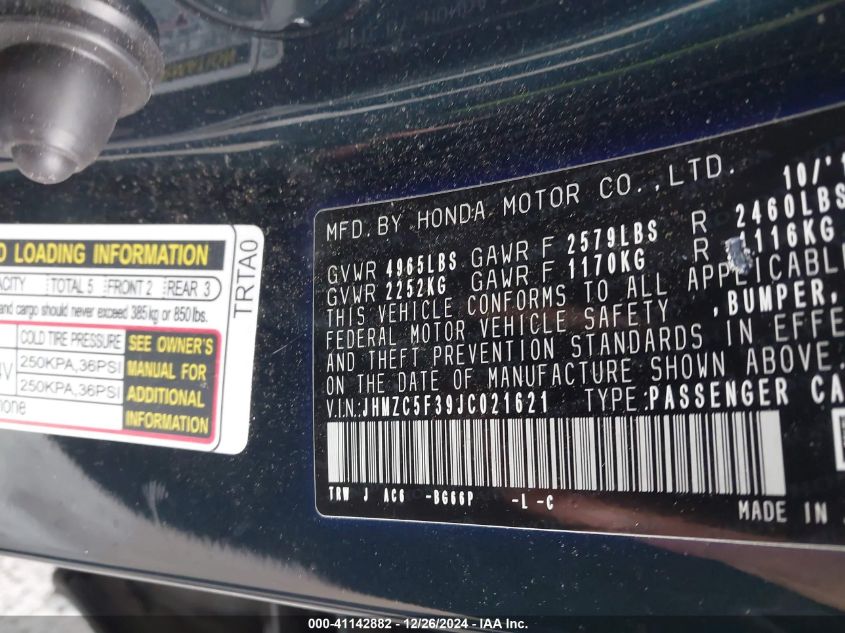 D LOADING INFORMATION
ACITY TOTAL 5 FRONT 2 REAR 3
and cargo should never exceed 385 kg or 850 lbs.
COLD TIRE PRESSURE
250KPA,36PSI
250KPA,36PSI
SEE OWNER'S
MANUAL FOR
ADDITIONAL
INFORMATION
TRTA0
MFD. BY HONDA MOTOR CO.,LTD. 10/'1
GVWR 4965LBS GAWR F 2579LBS R 2460LBS
GVWR 2252KG GAWR F 1170KG R 116KG
THIS VEHICLE CONFORMS TO ALL APPLICABL
FEDERAL MOTOR VEHICLE SAFETY ,BUMPER,
AND THEFT PREVENTION STANDARDS IN EFFE
ON THE DATE OF MANUFACTURE SHOWN ABOVE.
V.I.N.:JHMZC5F39JC021621 TYPE:PASSENGER CA
TRW J AC6 -BG66P -L -C
MADE IN
000-41142882 / 12/26/2024 - IAA Inc.